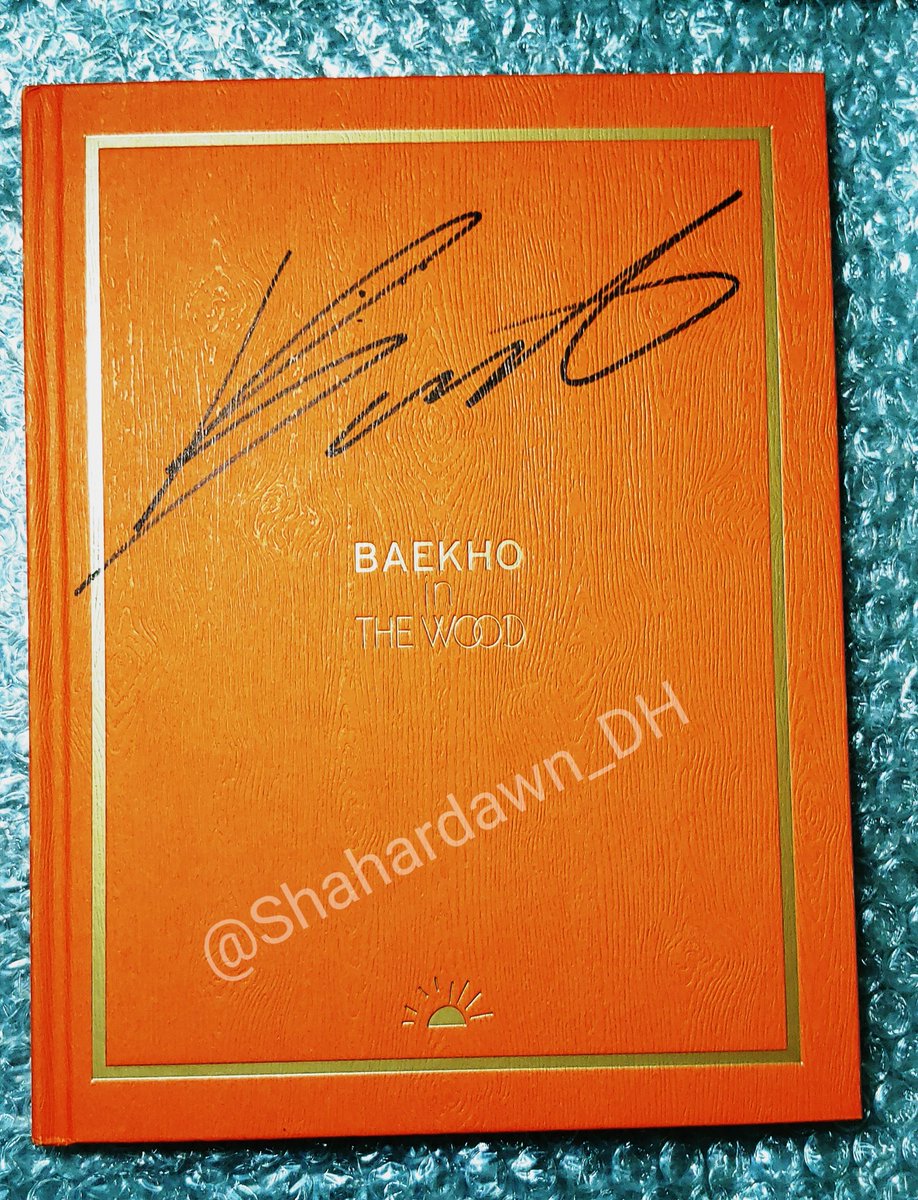 BAEKHO
in
THE WOOD
@Shahardawn_DH